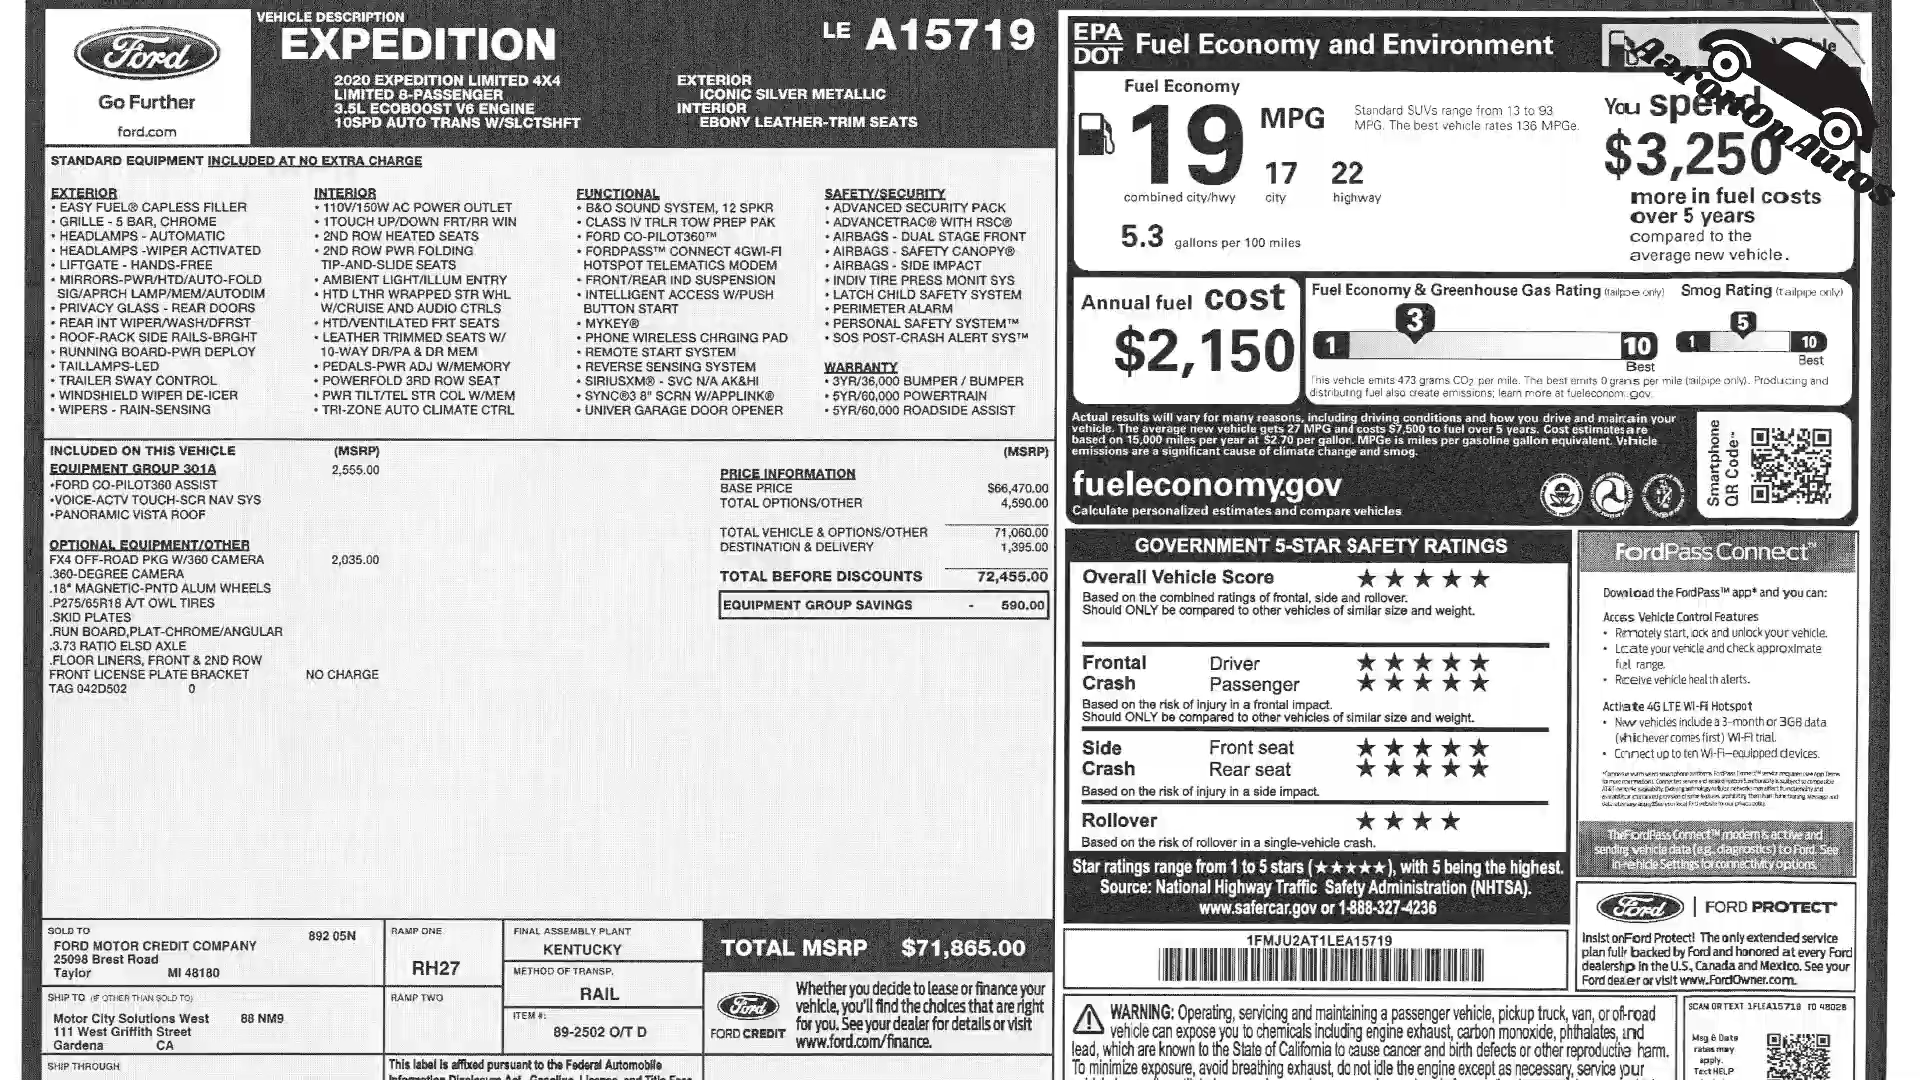 Ford
Go Further
ford.com
VEHICLE DESCRIPTION
EXPEDITION
2020 EXPEDITION LIMITED 4X4
LIMITED 8-PASSENGER
3.5L ECOBOOST V6 ENGINE
10SPD AUTO TRANS W/SLCTSHFT
LE A15719
EXTERIOR
ICONIC SILVER METALLIC
INTERIOR
EBONY LEATHER-TRIM SEATS
STANDARD EQUIPMENT INCLUDED AT NO EXTRA CHARGE
EXTERIOR
• EASY FUEL® CAPLESS FILLER
• GRILLE - 5 BAR, CHROME
• HEADLAMPS - AUTOMATIC
• HEADLAMPS -WIPER ACTIVATED
• LIFTGATE - HANDS-FREE
• MIRRORS-PWR/HTD/AUTO-FOLD
SIG/APRCH LAMP/MEM/AUTODIM
• PRIVACY GLASS - REAR DOORS
• REAR INT WIPER/WASH/DFRST
• ROOF-RACK SIDE RAILS-BRGHT
• RUNNING BOARD-PWR DEPLOY
• TAILLAMPS-LED
• TRAILER SWAY CONTROL
• WINDSHIELD WIPER DE-ICER
• WIPERS - RAIN-SENSING
INTERIOR
• 110V/150W AC POWER OUTLET
• 1TOUCH UP/DOWN FRT/RR WIN
• 2ND ROW HEATED SEATS
• 2ND ROW PWR FOLDING
TIP-AND-SLIDE SEATS
• AMBIENT LIGHT/ILLUM ENTRY
• HTD LTHR WRAPPED STR WHL
W/CRUISE AND AUDIO CTRLS
• HTD/VENTILATED FRT SEATS
• LEATHER TRIMMED SEATS W/
10-WAY DR/PA & DR MEM
• PEDALS-PWR ADJ W/MEMORY
• POWERFOLD 3RD ROW SEAT
• PWR TILT/TEL STR COL W/MEM
• TRI-ZONE AUTO CLIMATE CTRL
FUNCTIONAL
• B&O SOUND SYSTEM, 12 SPKR
• CLASS IV TRLR TOW PREP PAK
• FORD CO-PILOT360™
• FORDPASS™ CONNECT 4GWI-FI
HOTSPOT TELEMATICS MODEM
• FRONT/REAR IND SUSPENSION
• INTELLIGENT ACCESS W/PUSH
BUTTON START
• MYKEY®
• PHONE WIRELESS CHRGING PAD
• REMOTE START SYSTEM
• REVERSE SENSING SYSTEM
• SIRIUSXM® - SVC N/A AK&HI
• SYNC®3 8" SCRN W/APPLINK®
• UNIVER GARAGE DOOR OPENER
SAFETY/SECURITY
• ADVANCED SECURITY PACK
• ADVANCETRAC® WITH RSC®
• AIRBAGS - DUAL STAGE FRONT
• AIRBAGS - SAFETY CANOPY®
• AIRBAGS - SIDE IMPACT
• INDIV TIRE PRESS MONIT SYS
• LATCH CHILD SAFETY SYSTEM
• PERIMETER ALARM
• PERSONAL SAFETY SYSTEM™
• SOS POST-CRASH ALERT SYS™
WARRANTY
• 3YR/36,000 BUMPER / BUMPER
• 5YR/60,000 POWERTRAIN
• 5YR/60,000 ROADSIDE ASSIST
INCLUDED ON THIS VEHICLE (MSRP)
EQUIPMENT GROUP 301A 2,555.00
•FORD CO-PILOT360 ASSIST
•VOICE-ACTV TOUCH-SCR NAV SYS
•PANORAMIC VISTA ROOF
OPTIONAL EQUIPMENT/OTHER
FX4 OFF-ROAD PKG W/360 CAMERA 2,035.00
.360-DEGREE CAMERA
.18" MAGNETIC-PNTD ALUM WHEELS
.P275/65R18 A/T OWL TIRES
.SKID PLATES
.RUN BOARD,PLAT-CHROME/ANGULAR
.3.73 RATIO ELSD AXLE
.FLOOR LINERS, FRONT & 2ND ROW
FRONT LICENSE PLATE BRACKET NO CHARGE
TAG 042D502 0
(MSRP)
PRICE INFORMATION
BASE PRICE $66,470.00
TOTAL OPTIONS/OTHER 4,590.00
TOTAL VEHICLE & OPTIONS/OTHER 71,060.00
DESTINATION & DELIVERY 1,395.00
TOTAL BEFORE DISCOUNTS 72,455.00
EQUIPMENT GROUP SAVINGS - 590.00
SOLD TO
FORD MOTOR CREDIT COMPANY 892 05N
25098 Brest Road
Taylor MI 48180
SHIP TO (IF OTHER THAN SOLD TO)
Motor City Solutions West 88 NM9
111 West Griffith Street
Gardena CA
SHIP THROUGH
RAMP ONE
RH27
RAMP TWO
FINAL ASSEMBLY PLANT
KENTUCKY
METHOD OF TRANSP.
RAIL
ITEM #:
89-2502 O/T D
This label is affixed pursuant to the Federal Automobile
Information Disclosure Act. Gasoline, License, and Title Fees
TOTAL MSRP $71,865.00
Ford
FORD CREDIT
Whether you decide to lease or finance your
vehicle, you'll find the choices that are right
for you. See your dealer for details or visit
www.ford.com/finance.
EPA
DOT
Fuel Economy and Environment
AaronOnAutos
Fuel Economy
19 MPG
combined city/hwy
17
city
22
highway
5.3 gallons per 100 miles
Standard SUVs range from 13 to 93
MPG. The best vehicle rates 136 MPGe.
You spend
$3,250
more in fuel costs
over 5 years
compared to the
average new vehicle.
Annual fuel cost
$2,150
Fuel Economy & Greenhouse Gas Rating (tailpipe only)
3
1
10
Best
Smog Rating (tailpipe only)
5
1
10
Best
This vehicle emits 473 grams CO2 per mile. The best emits 0 grams per mile (tailpipe only). Producing and
distributing fuel also create emissions; learn more at fueleconomy.gov.
Actual results will vary for many reasons, including driving conditions and how you drive and maintain your
vehicle. The average new vehicle gets 27 MPG and costs $7,500 to fuel over 5 years. Cost estimates are
based on 15,000 miles per year at $2.70 per gallon. MPGe is miles per gasoline gallon equivalent. Vehicle
emissions are a significant cause of climate change and smog.
fueleconomy.gov
Calculate personalized estimates and compare vehicles
Smartphone
QR Code™
GOVERNMENT 5-STAR SAFETY RATINGS
Overall Vehicle Score ★★★★★
Based on the combined ratings of frontal, side and rollover.
Should ONLY be compared to other vehicles of similar size and weight.
Frontal Driver ★★★★★
Crash Passenger ★★★★★
Based on the risk of injury in a frontal impact.
Should ONLY be compared to other vehicles of similar size and weight.
Side Front seat ★★★★★
Crash Rear seat ★★★★★
Based on the risk of injury in a side impact.
Rollover ★★★★
Based on the risk of rollover in a single-vehicle crash.
Star ratings range from 1 to 5 stars (★★★★★), with 5 being the highest.
Source: National Highway Traffic Safety Administration (NHTSA).
www.safercar.gov or 1-888-327-4236
FordPass Connect™
Download the FordPass™ app* and you can:
Access Vehicle Control Features
• Remotely start, lock and unlock your vehicle.
• Locate your vehicle and check approximate
fuel range.
• Receive vehicle health alerts.
Activate 4G LTE Wi-Fi Hotspot
• New vehicles include a 3-month or 3GB data
(whichever comes first) Wi-Fi trial.
• Connect up to ten Wi-Fi-equipped devices.
The FordPass Connect™ modem is active and
sending vehicle data (e.g., diagnostics) to Ford. See
in-vehicle Settings for connectivity options.
Ford | FORD PROTECT®
Insist on Ford Protect! The only extended service
plan fully backed by Ford and honored at every Ford
dealership in the U.S., Canada and Mexico. See your
Ford dealer or visit www.FordOwner.com.
1FMJU2AT1LEA15719
WARNING: Operating, servicing and maintaining a passenger vehicle, pickup truck, van, or off-road
vehicle can expose you to chemicals including engine exhaust, carbon monoxide, phthalates, and
lead, which are known to the State of California to cause cancer and birth defects or other reproductive harm.
To minimize exposure, avoid breathing exhaust, do not idle the engine except as necessary, service your
SCAN OR TEXT 1FLEA15719 TO 48028
Msg & Data
rates may
apply.
Text HELP